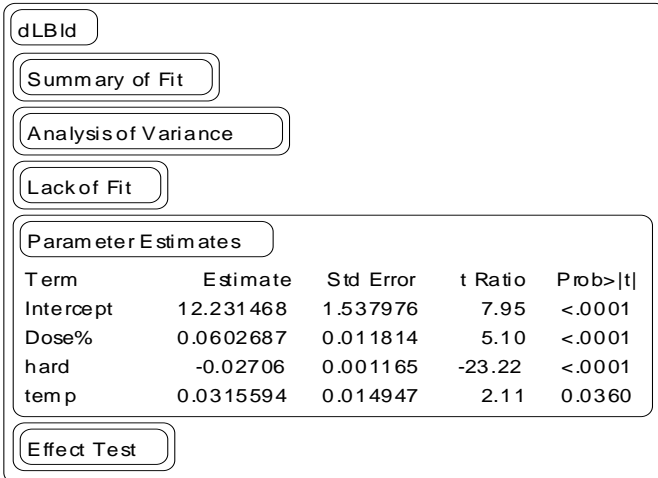 dLBld
Summary of Fit
Analysis of Variance
Lack of Fit
Parameter Estimates
Term Estimate Std Error t Ratio Prob>|t|
Intercept 12.231468 1.537976 7.95 <.0001
Dose% 0.0602687 0.011814 5.10 <.0001
hard -0.02706 0.001165 -23.22 <.0001
temp 0.0315594 0.014947 2.11 0.0360
Effect Test